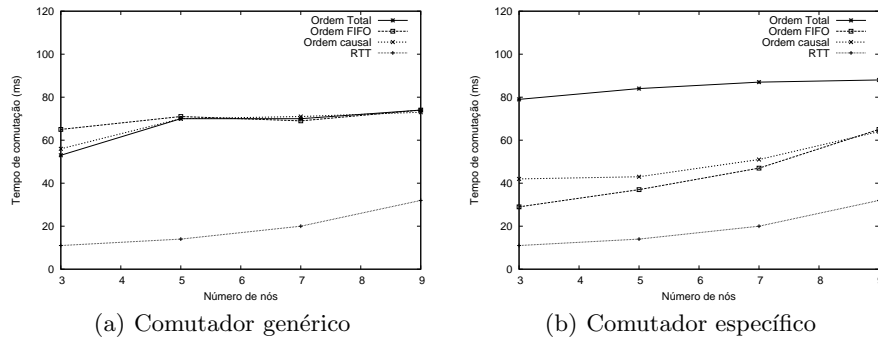 120
100
80
60
40
20
0
Tempo de comutação (ms)
3 4 5 6 7 8 9
Número de nós
Ordem Total
Ordem FIFO
Ordem causal
RTT
(a) Comutador genérico
120
100
80
60
40
20
0
Tempo de comutação (ms)
3 4 5 6 7 8 9
Número de nós
Ordem Total
Ordem FIFO
Ordem causal
RTT
(b) Comutador específico